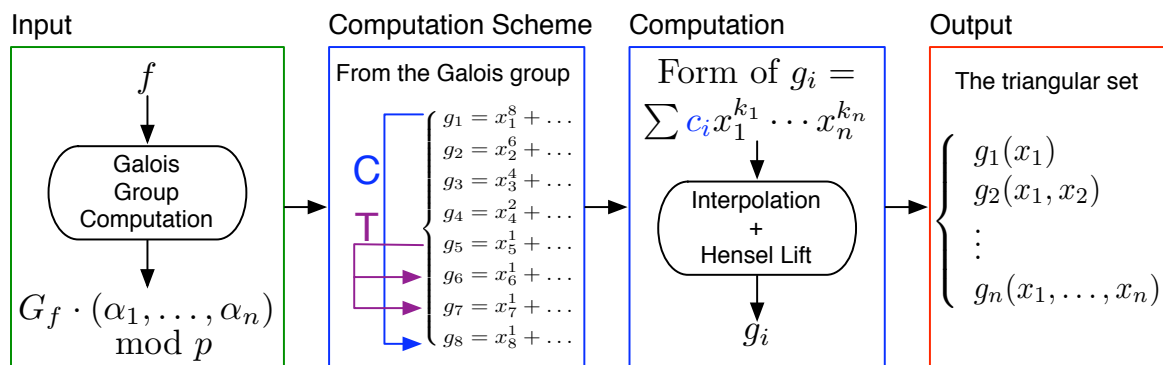 Input
f
Galois
Group
Computation
G_f · (α_1, . . . , α_n)
mod p
Computation Scheme
From the Galois group
C
T
g_1 = x_1^8 + . . .
g_2 = x_2^6 + . . .
g_3 = x_3^4 + . . .
g_4 = x_4^2 + . . .
g_5 = x_5^1 + . . .
g_6 = x_6^1 + . . .
g_7 = x_7^1 + . . .
g_8 = x_8^1 + . . .
Computation
Form of g_i =
∑ c_i x_1^{k_1} · · · x_n^{k_n}
Interpolation
+
Hensel Lift
g_i
Output
The triangular set
g_1(x_1)
g_2(x_1, x_2)
⋮
g_n(x_1, . . . , x_n)